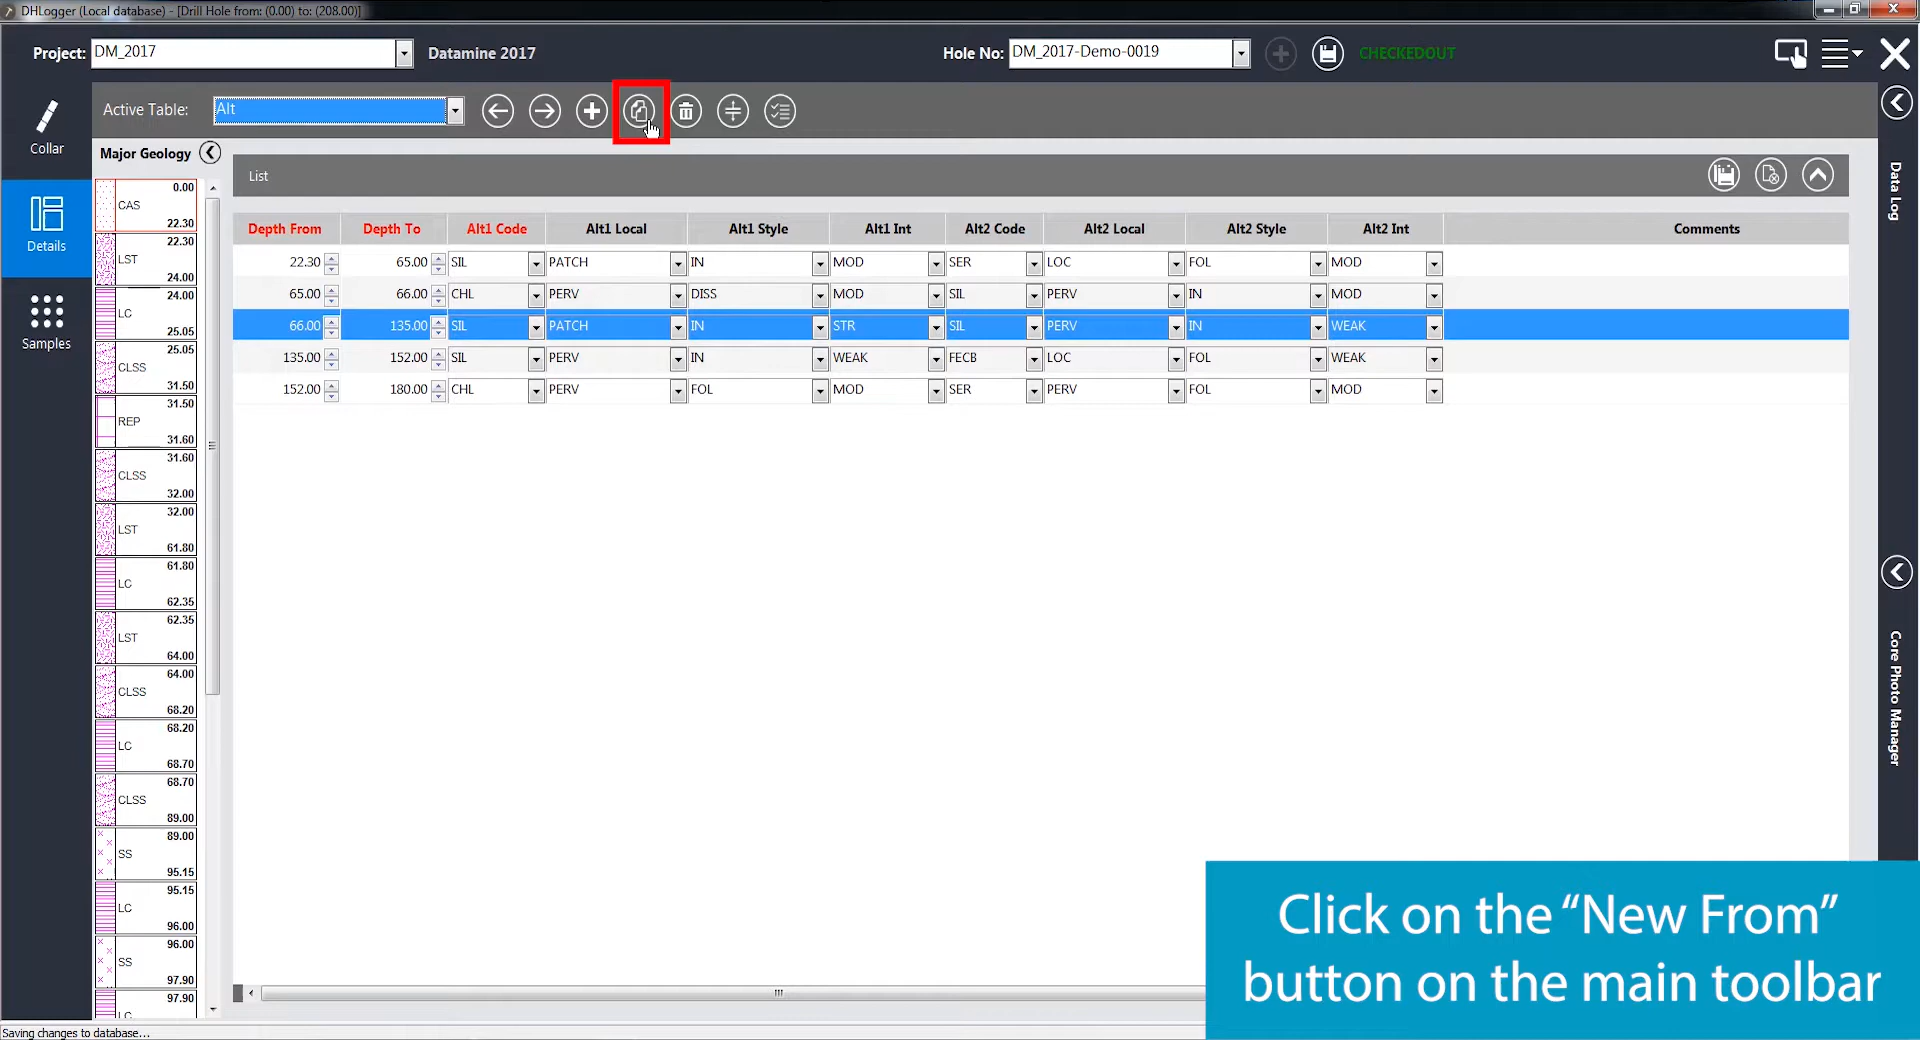 DHLogger (Local database) - [Drill Hole from: (0.00) to: (208.00)]
Project: DM_2017 Datamine 2017 Hole No: DM_2017-Demo-0019 CHECKEDOUT
Active Table: Alt
Collar
Details
Samples
Major Geology
0.00
CAS
22.30
22.30
LST
24.00
24.00
LC
25.05
25.05
CLSS
31.50
31.50
REP
31.60
31.60
CLSS
32.00
32.00
LST
61.80
61.80
LC
62.35
62.35
LST
64.00
64.00
CLSS
68.20
68.20
LC
68.70
68.70
CLSS
89.00
89.00
SS
95.15
95.15
LC
96.00
96.00
SS
97.90
97.90
LC
List
Depth From Depth To Alt1 Code Alt1 Local Alt1 Style Alt1 Int Alt2 Code Alt2 Local Alt2 Style Alt2 Int Comments
22.30 65.00 SIL PATCH IN MOD SER LOC FOL MOD
65.00 66.00 CHL PERV DISS MOD SIL PERV IN MOD
66.00 135.00 SIL PATCH IN STR SIL PERV IN WEAK
135.00 152.00 SIL PERV IN WEAK FECB LOC FOL WEAK
152.00 180.00 CHL PERV FOL MOD SER PERV FOL MOD
Data Log
Core Photo Manager
Click on the “New From”
button on the main toolbar
Saving changes to database...